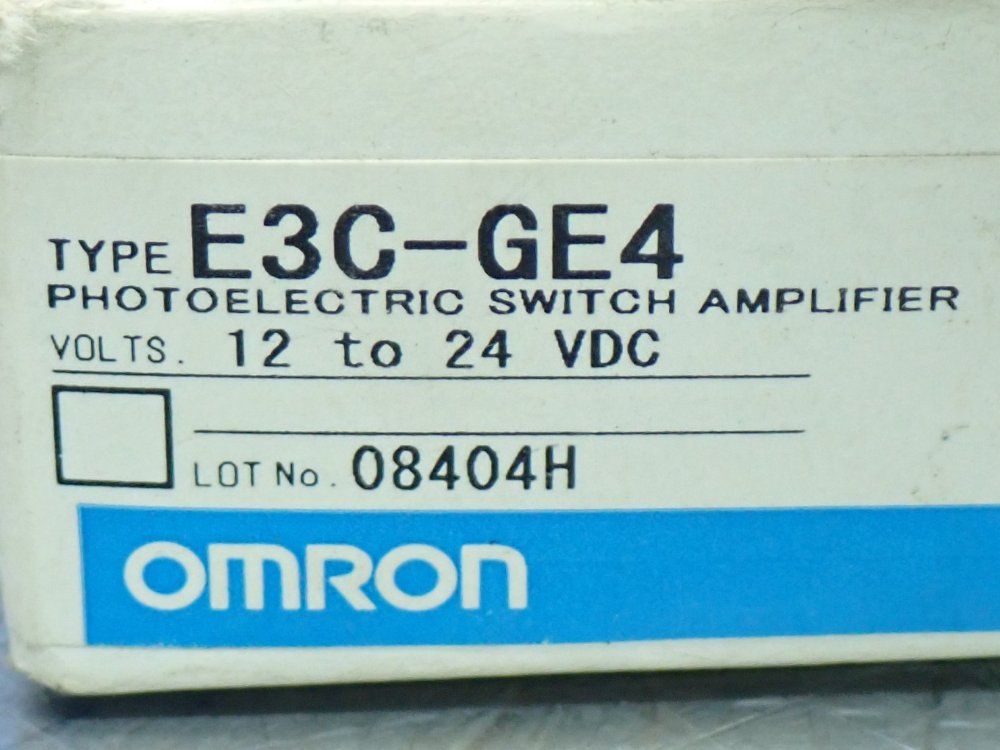 TYPE E3C-GE4
PHOTOELECTRIC SWITCH AMPLIFIER
VOLTS. 12 to 24 VDC
LOT No. 08404H
OMRON